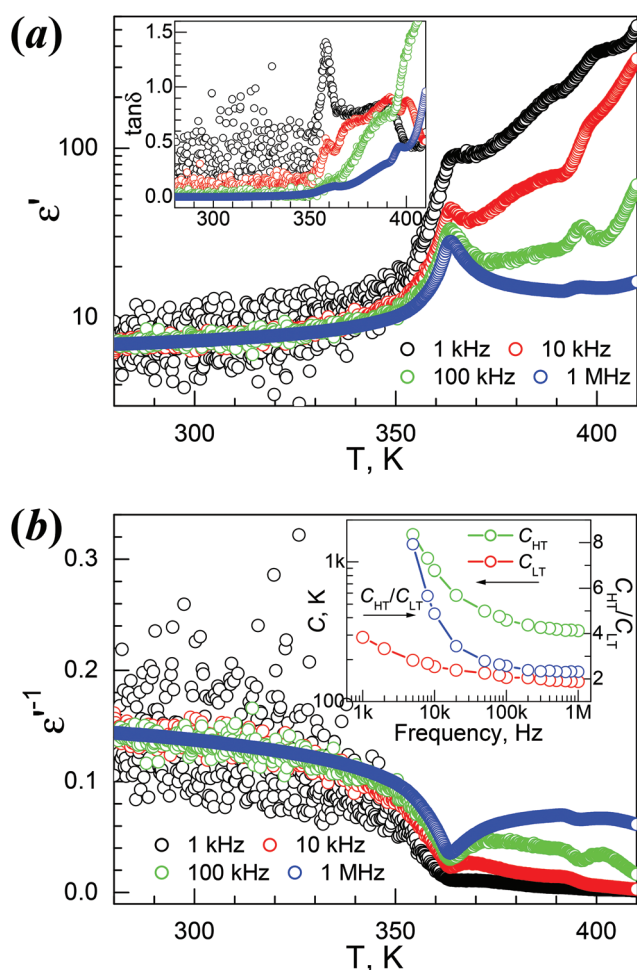 (a)
1.5
1.0
0.5
0.0
tanδ
300
350
400
100
10
ε'
1 kHz
10 kHz
100 kHz
1 MHz
300
350
400
T, K
(b)
0.3
0.2
0.1
0.0
ε'⁻¹
C_HT
C_LT
C_HT/C_LT
1k
100
C, K
8
6
4
2
C_HT/C_LT
1k
10k
100k
1M
Frequency, Hz
1 kHz
10 kHz
100 kHz
1 MHz
300
350
400
T, K